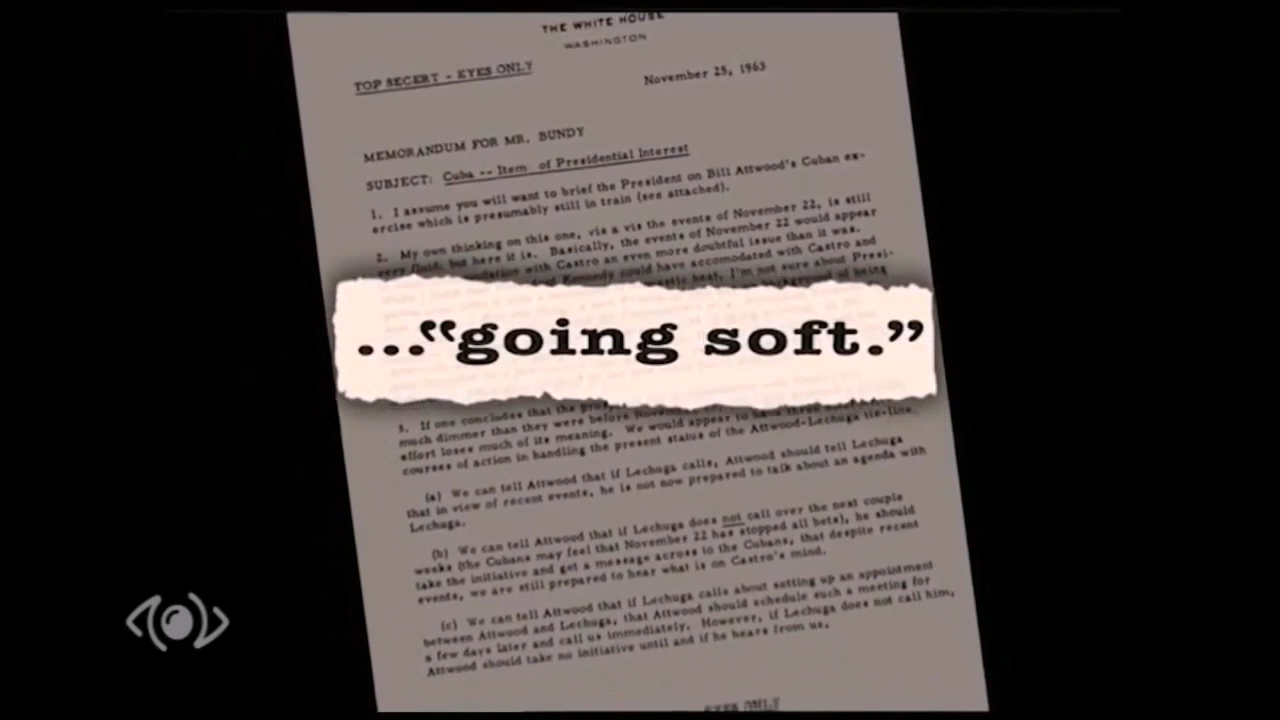 THE WHITE HOUSE
WASHINGTON
TOP SECERT - EYES ONLY
November 25, 1963
MEMORANDUM FOR MR. BUNDY
SUBJECT: Cuba -- Item of Presidential Interest
1. I assume you will want to brief the President on Bill Attwood's Cuban ex-
ercise which is presumably still in train (see attached).
2. My own thinking on this one, vis a vis the events of November 22, is still
very fluid; but here it is. Basically, the events of November 22 would appear
with Castro an even more doubtful issue than it was.
Kennedy could have accomodated with Castro and
heat. I'm not sure about Presi-
background of being
..."going soft."
3. If one concludes that the
much dimmer than they were before
effort loses much of its meaning. We would appear to have three
courses of action in handling the present status of the Attwood-Lechuga tie-line.
(a) We can tell Attwood that if Lechuga calls, Attwood should tell Lechuga
that in view of recent events, he is not now prepared to talk about an agenda with
Lechuga.
(b) We can tell Attwood that if Lechuga does not call over the next couple
weeks (the Cubans may feel that November 22 has stopped all bets), he should
take the initiative and get a message across to the Cubans, that despite recent
events, we are still prepared to hear what is on Castro's mind.
(c) We can tell Attwood that if Lechuga calls about setting up an appointment
between Attwood and Lechuga, that Attwood should schedule such a meeting for
a few days later and call us immediately. However, if Lechuga does not call him,
Attwood should take no initiative until and if he hears from us.
EYES ONLY